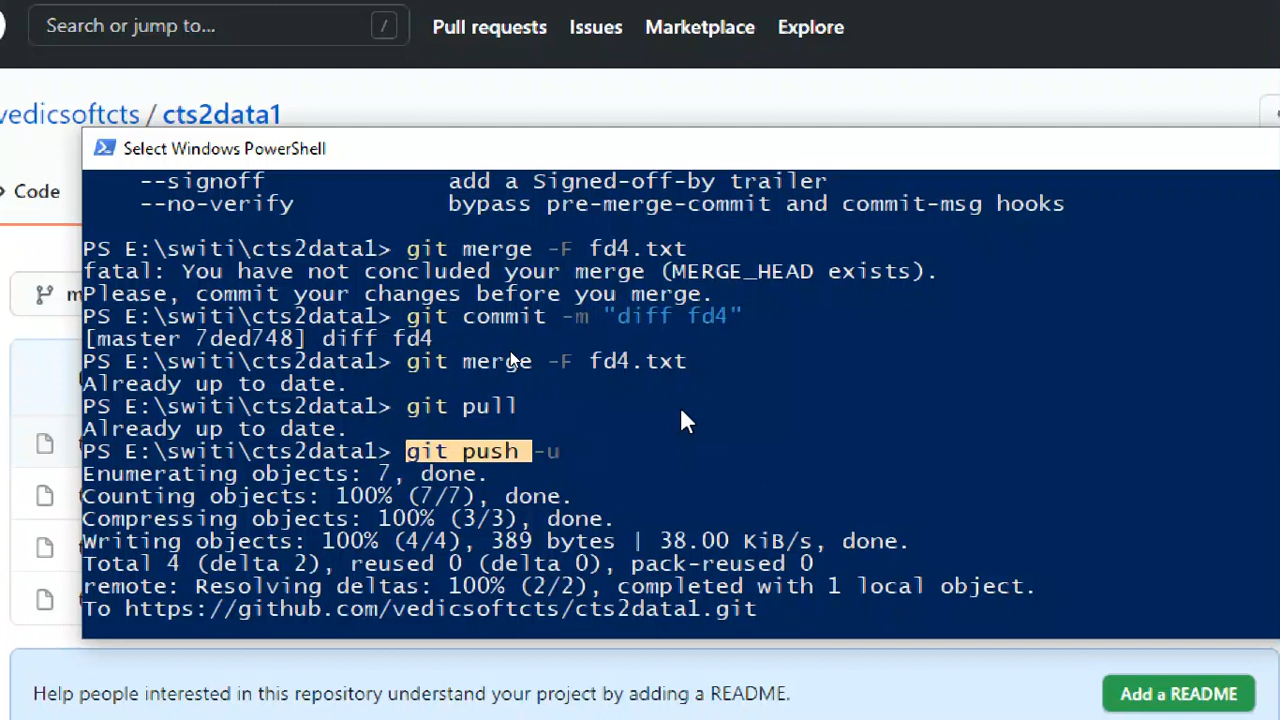 Search or jump to... / Pull requests Issues Marketplace Explore
vedicsoftcts / cts2data1
Select Windows PowerShell
Code
--signoff add a Signed-off-by trailer
--no-verify bypass pre-merge-commit and commit-msg hooks
PS E:\switi\cts2data1> git merge -F fd4.txt
fatal: You have not concluded your merge (MERGE_HEAD exists).
Please, commit your changes before you merge.
PS E:\switi\cts2data1> git commit -m "diff fd4"
[master 7ded748] diff fd4
PS E:\switi\cts2data1> git merge -F fd4.txt
Already up to date.
PS E:\switi\cts2data1> git pull
Already up to date.
PS E:\switi\cts2data1> git push -u
Enumerating objects: 7, done.
Counting objects: 100% (7/7), done.
Compressing objects: 100% (3/3), done.
Writing objects: 100% (4/4), 389 bytes | 38.00 KiB/s, done.
Total 4 (delta 2), reused 0 (delta 0), pack-reused 0
remote: Resolving deltas: 100% (2/2), completed with 1 local object.
To https://github.com/vedicsoftcts/cts2data1.git
Help people interested in this repository understand your project by adding a README.
Add a README